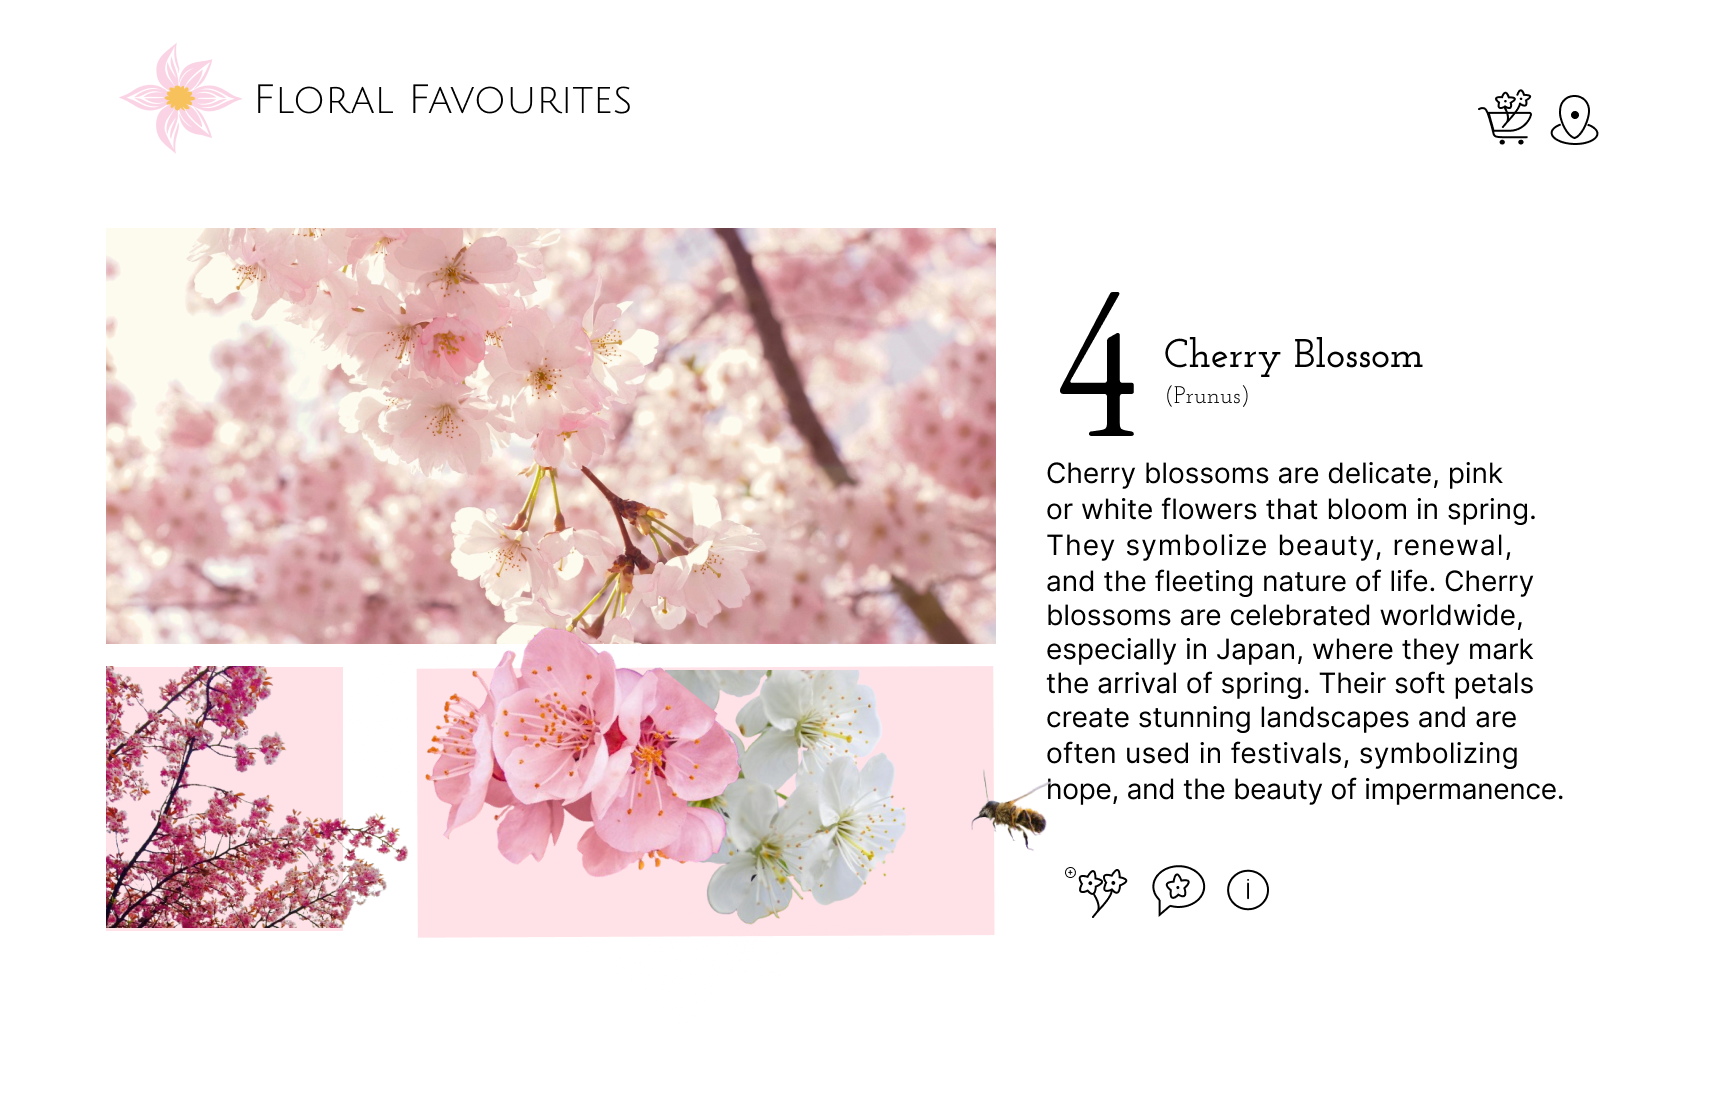 Floral Favourites
4
Cherry Blossom
(Prunus)
Cherry blossoms are delicate, pink
or white flowers that bloom in spring.
They symbolize beauty, renewal,
and the fleeting nature of life. Cherry
blossoms are celebrated worldwide,
especially in Japan, where they mark
the arrival of spring. Their soft petals
create stunning landscapes and are
often used in festivals, symbolizing
hope, and the beauty of impermanence.